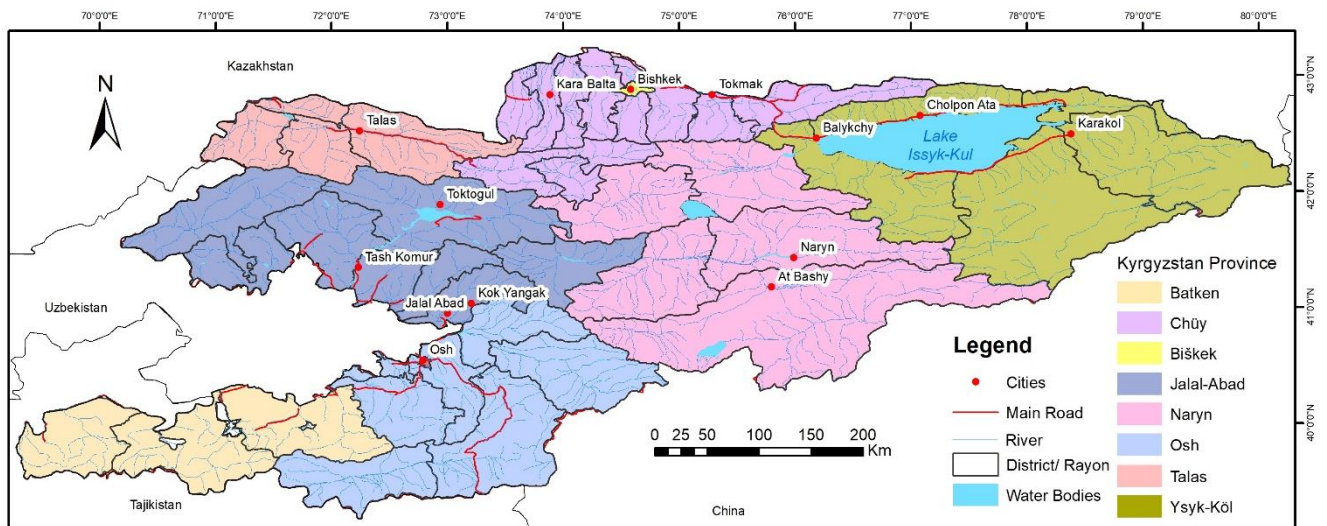 70°0'0"E 71°0'0"E 72°0'0"E 73°0'0"E 74°0'0"E 75°0'0"E 76°0'0"E 77°0'0"E 78°0'0"E 79°0'0"E 80°0'0"E
Kazakhstan
N
Kara Balta
Bishkek
Tokmak
43°0'0"N
Talas
Cholpon Ata
Balykchy
Karakol
Lake
Issyk-Kul
42°0'0"N
Toktogul
Tash Komur
Naryn
At Bashy
Kok Yangak
Jalal Abad
41°0'0"N
Uzbekistan
Osh
40°0'0"N
Tajikistan
China
0 25 50 100 150 200
Km
Legend
Cities
Main Road
River
District/ Rayon
Water Bodies
Kyrgyzstan Province
Batken
Chüy
Biškek
Jalal-Abad
Naryn
Osh
Talas
Ysyk-Köl